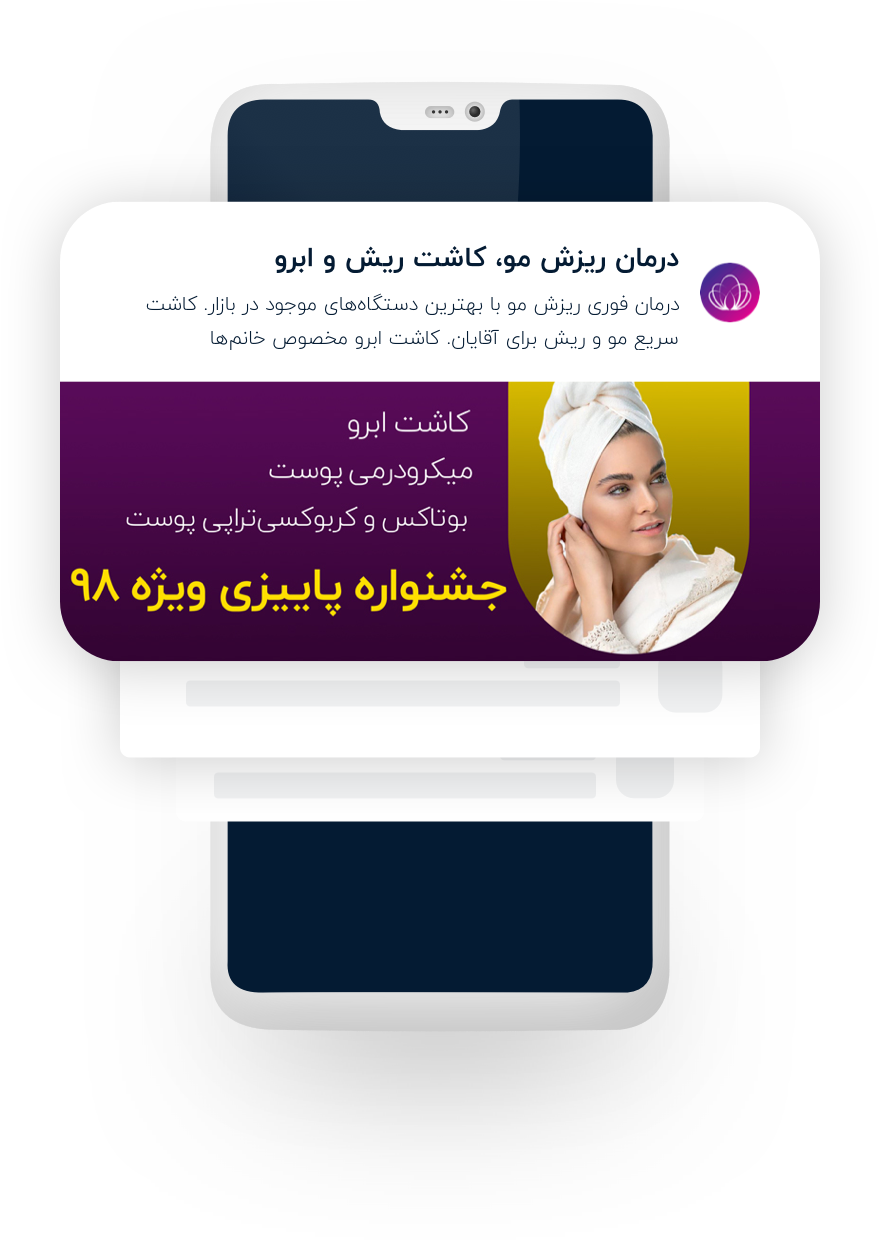 درمان ریزش مو، کاشت ریش و ابرو
درمان فوری ریزش مو با بهترین دستگاه‌های موجود در بازار. کاشت
سریع مو و ریش برای آقایان. کاشت ابرو مخصوص خانم‌ها
کاشت ابرو
میکرودرمی پوست
بوتاکس و کربوکسی‌تراپی پوست
جشنواره پاییزی ویژه ۹۸